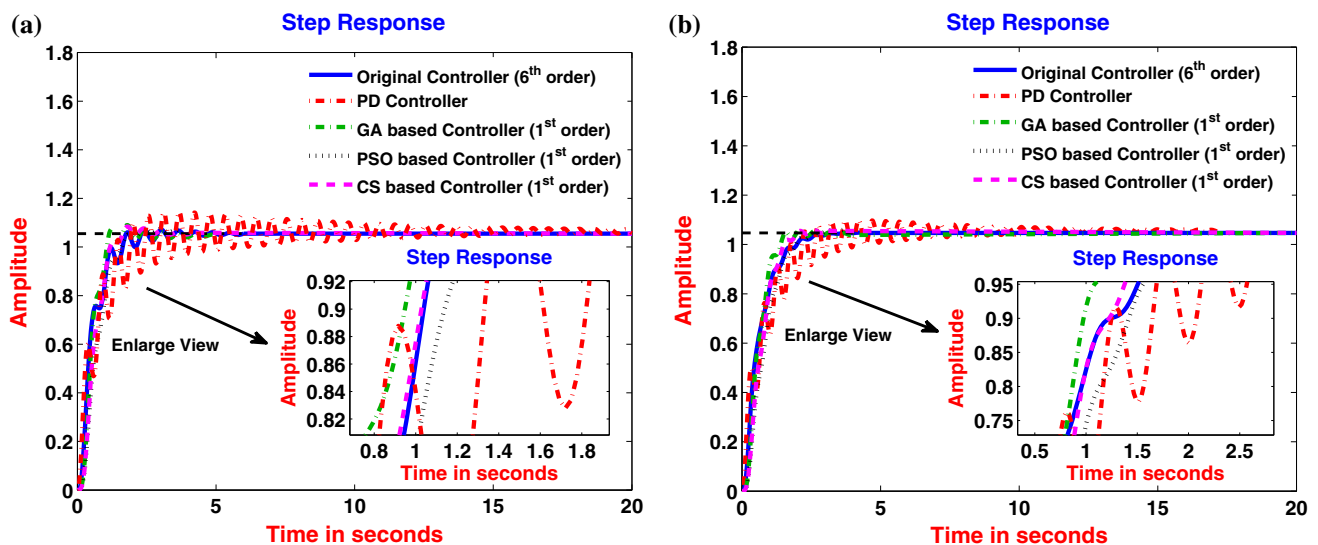 (a)
Step Response
1.8
1.6
1.4
1.2
1
0.8
0.6
0.4
0.2
0
Amplitude
Original Controller (6th order)
PD Controller
GA based Controller (1st order)
PSO based Controller (1st order)
CS based Controller (1st order)
Enlarge View
Step Response
0.92
0.9
0.88
0.86
0.84
0.82
Amplitude
0.8 1 1.2 1.4 1.6 1.8
Time in seconds
0 5 10 15 20
Time in seconds
(b)
Step Response
1.8
1.6
1.4
1.2
1
0.8
0.6
0.4
0.2
0
Amplitude
Original Controller (6th order)
PD Controller
GA based Controller (1st order)
PSO based Controller (1st order)
CS based Controller (1st order)
Enlarge View
Step Response
0.95
0.9
0.85
0.8
0.75
Amplitude
0.5 1 1.5 2 2.5
Time in seconds
0 5 10 15 20
Time in seconds